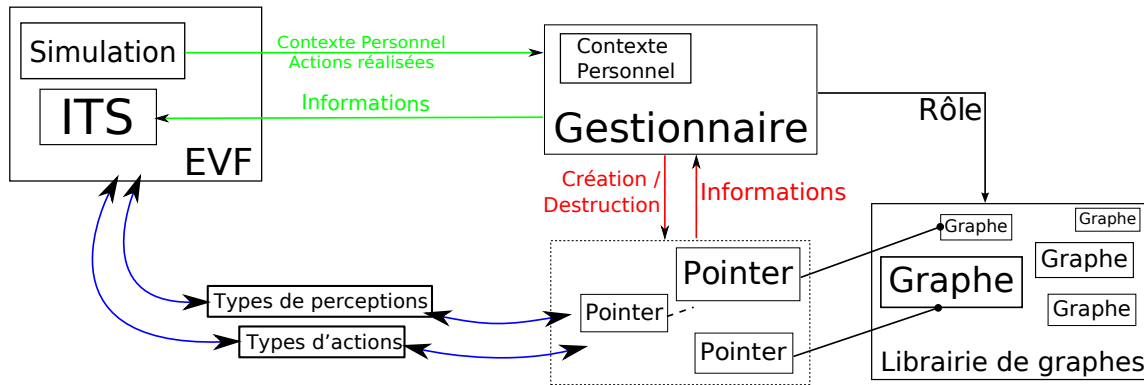 Simulation
ITS
EVF
Contexte Personnel
Actions réalisées
Informations
Contexte
Personnel
Gestionnaire
Rôle
Création /
Destruction
Informations
Pointer
Pointer
Pointer
Types de perceptions
Types d'actions
Graphe
Graphe
Graphe
Graphe
Graphe
Librairie de graphes